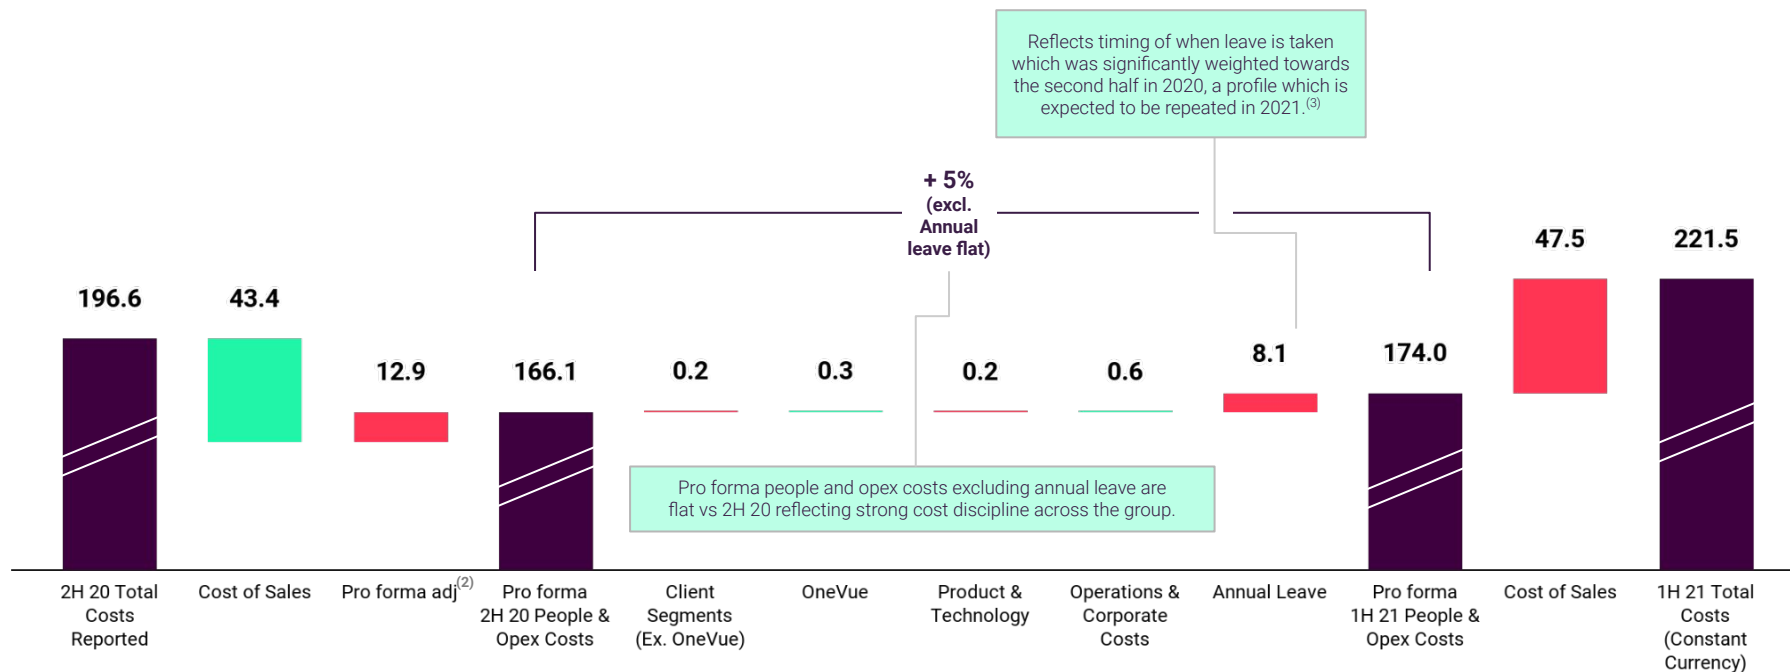 Reflects timing of when leave is taken
which was significantly weighted towards
the second half in 2020, a profile which is
expected to be repeated in 2021.(3)
+ 5%
(excl.
Annual
leave flat)
196.6
43.4
12.9
166.1
0.2
0.3
0.2
0.6
8.1
174.0
47.5
221.5
Pro forma people and opex costs excluding annual leave are
flat vs 2H 20 reflecting strong cost discipline across the group.
2H 20 Total
Costs
Reported
Cost of Sales
Pro forma adj(2)
Pro forma
2H 20 People &
Opex Costs
Client
Segments
(Ex. OneVue)
OneVue
Product &
Technology
Operations &
Corporate
Costs
Annual Leave
Pro forma
1H 21 People &
Opex Costs
Cost of Sales
1H 21 Total
Costs
(Constant
Currency)